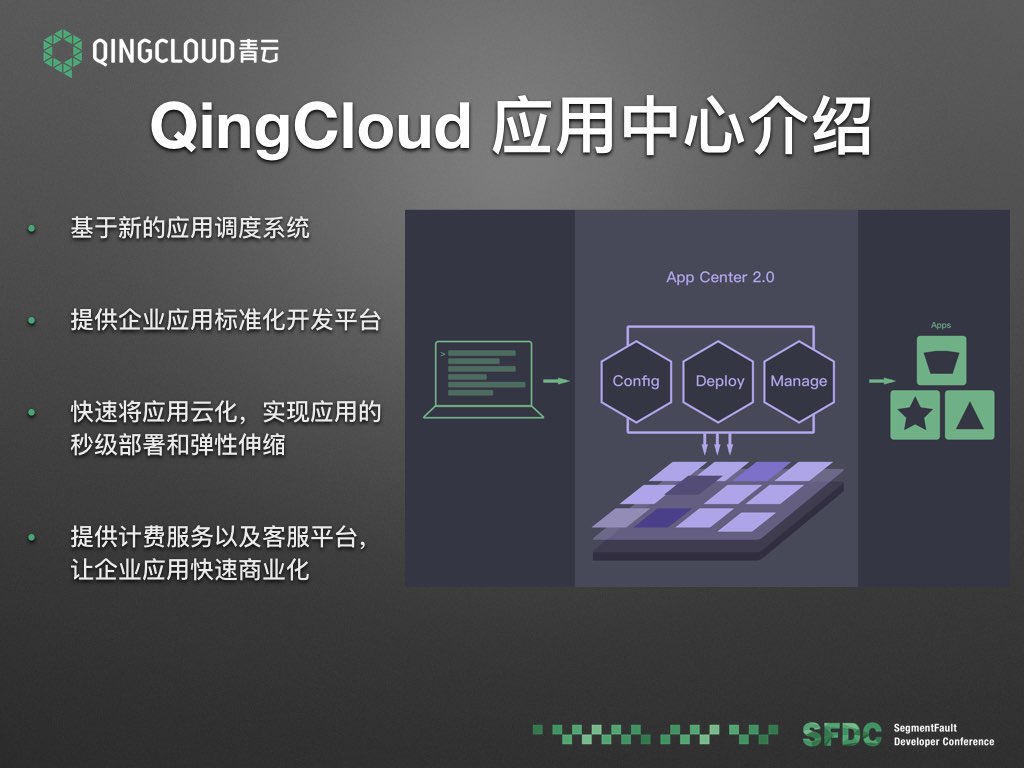 QINGCLOUD青云
QingCloud 应用中心介绍
• 基于新的应用调度系统
• 提供企业应用标准化开发平台
• 快速将应用云化，实现应用的
秒级部署和弹性伸缩
• 提供计费服务以及客服平台，
让企业应用快速商业化
App Center 2.0
>
Config
Deploy
Manage
Apps
SFDC
SegmentFault
Developer Conference